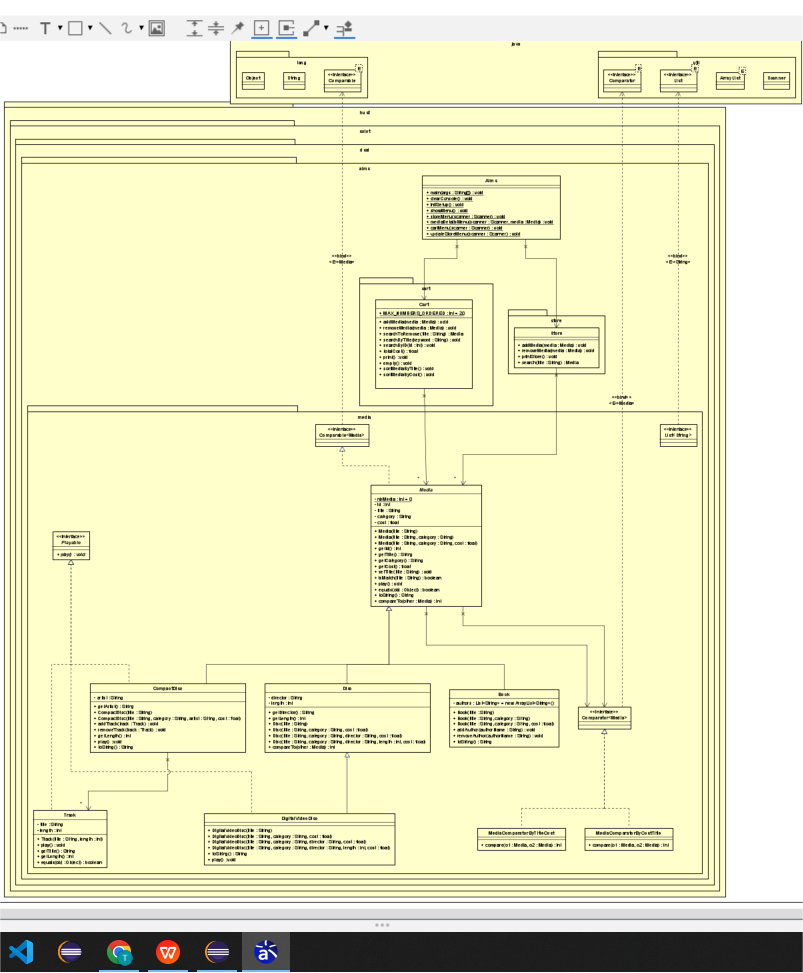 java
lang
util
Object
String
<<Interface>>
Comparable
<<Interface>>
Comparator
<<Interface>>
List
ArrayList
Scanner
hust
soict
dsai
aims
Aims
+ main(args : String[]) : void
+ clearConsole() : void
+ initSetup() : void
+ showMenu() : void
+ storeMenu(scanner : Scanner) : void
+ mediaDetailsMenu(scanner : Scanner, media : Media) : void
+ cartMenu(scanner : Scanner) : void
+ updateStoreMenu(scanner : Scanner) : void
<<bind>>
<E->Media>
<<bind>>
<E->String>
cart
Cart
+ MAX_NUMBERS_ORDERED : int = 20
+ addMedia(media : Media) : void
+ removeMedia(media : Media) : void
+ searchToRemove(title : String) : Media
+ searchByTitle(keyword : String) : void
+ searchByID(id : int) : void
+ totalCost() : float
+ print() : void
+ empty() : void
+ sortMediaByTitle() : void
+ sortMediaByCost() : void
store
Store
+ addMedia(media : Media) : void
+ removeMedia(media : Media) : void
+ printStore() : void
+ search(title : String) : Media
<<bind>>
<E->Media>
media
<<Interface>>
Comparable<Media>
<<Interface>>
List<String>
*
*
Media
- nbMedia : int = 0
- id : int
- title : String
- category : String
- cost : float
+ Media(title : String)
+ Media(title : String, category : String)
+ Media(title : String, category : String, cost : float)
+ getId() : int
+ getTitle() : String
+ getCategory() : String
+ getCost() : float
+ setTitle(title : String) : void
+ isMatch(title : String) : boolean
+ play() : void
+ equals(obj : Object) : boolean
+ toString() : String
+ compareTo(other : Media) : int
<<Interface>>
Playable
+ play() : void
CompactDisc
- artist : String
+ getArtist() : String
+ CompactDisc(title : String)
+ CompactDisc(title : String, category : String, artist : String, cost : float)
+ addTrack(track : Track) : void
+ removeTrack(track : Track) : void
+ getLength() : int
+ play() : void
+ toString() : String
Disc
- director : String
- length : int
+ getDirector() : String
+ getLength() : int
+ Disc(title : String)
+ Disc(title : String, category : String, cost : float)
+ Disc(title : String, category : String, director : String, cost : float)
+ Disc(title : String, category : String, director : String, length : int, cost : float)
+ compareTo(other : Media) : int
Book
- authors : List<String> = new ArrayList<String>()
+ Book(title : String)
+ Book(title : String, category : String)
+ Book(title : String, category : String, cost : float)
+ addAuthor(authorName : String) : void
+ removeAuthor(authorName : String) : void
+ toString() : String
<<Interface>>
Comparator<Media>
*
Track
- title : String
- length : int
+ Track(title : String, length : int)
+ play() : void
+ getTitle() : String
+ getLength() : int
+ equals(obj : Object) : boolean
DigitalVideoDisc
+ DigitalVideoDisc(title : String)
+ DigitalVideoDisc(title : String, category : String, cost : float)
+ DigitalVideoDisc(title : String, category : String, director : String, cost : float)
+ DigitalVideoDisc(title : String, category : String, director : String, length : int, cost : float)
+ toString() : String
+ play() : void
MediaComparatorByTitleCost
+ compare(o1 : Media, o2 : Media) : int
MediaComparatorByCostTitle
+ compare(o1 : Media, o2 : Media) : int